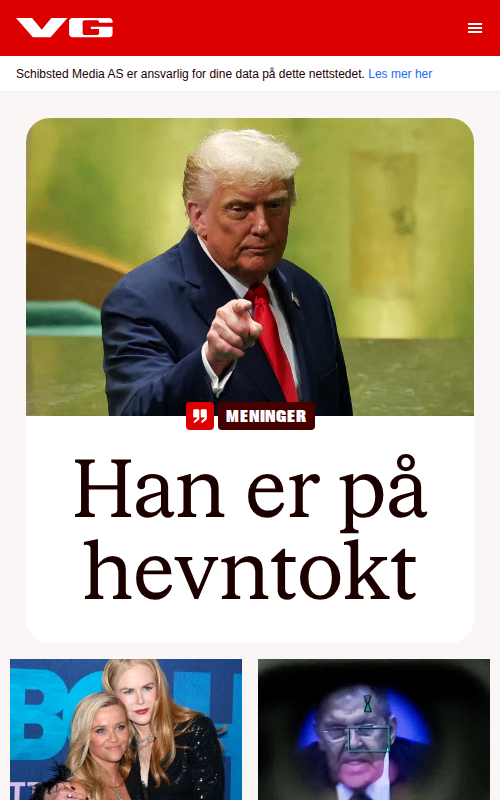 VG
Schibsted Media AS er ansvarlig for dine data på dette nettstedet. Les mer her
MENINGER
Han er på
hevntokt